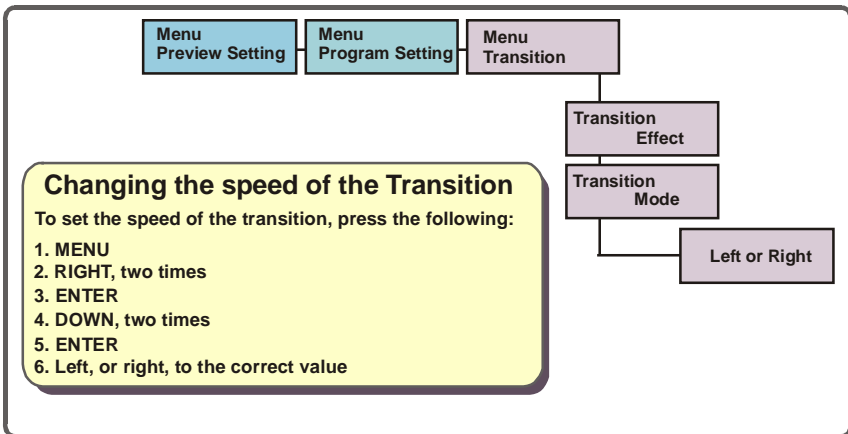 Menu
Preview Setting
Menu
Program Setting
Menu
Transition
Transition
Effect
Transition
Mode
Left or Right
Changing the speed of the Transition
To set the speed of the transition, press the following:
1. MENU
2. RIGHT, two times
3. ENTER
4. DOWN, two times
5. ENTER
6. Left, or right, to the correct value